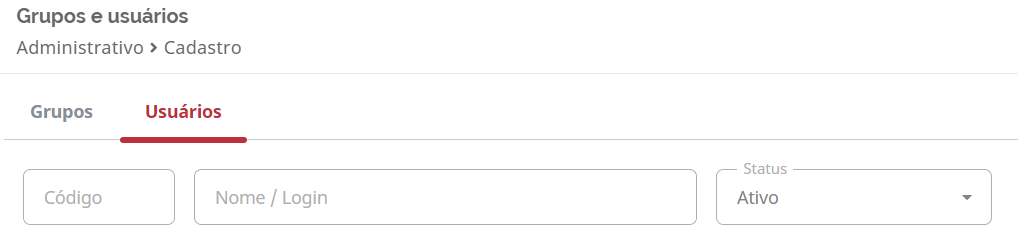 Grupos e usuários
Administrativo > Cadastro
Grupos Usuários
Status
Código Nome / Login Ativo